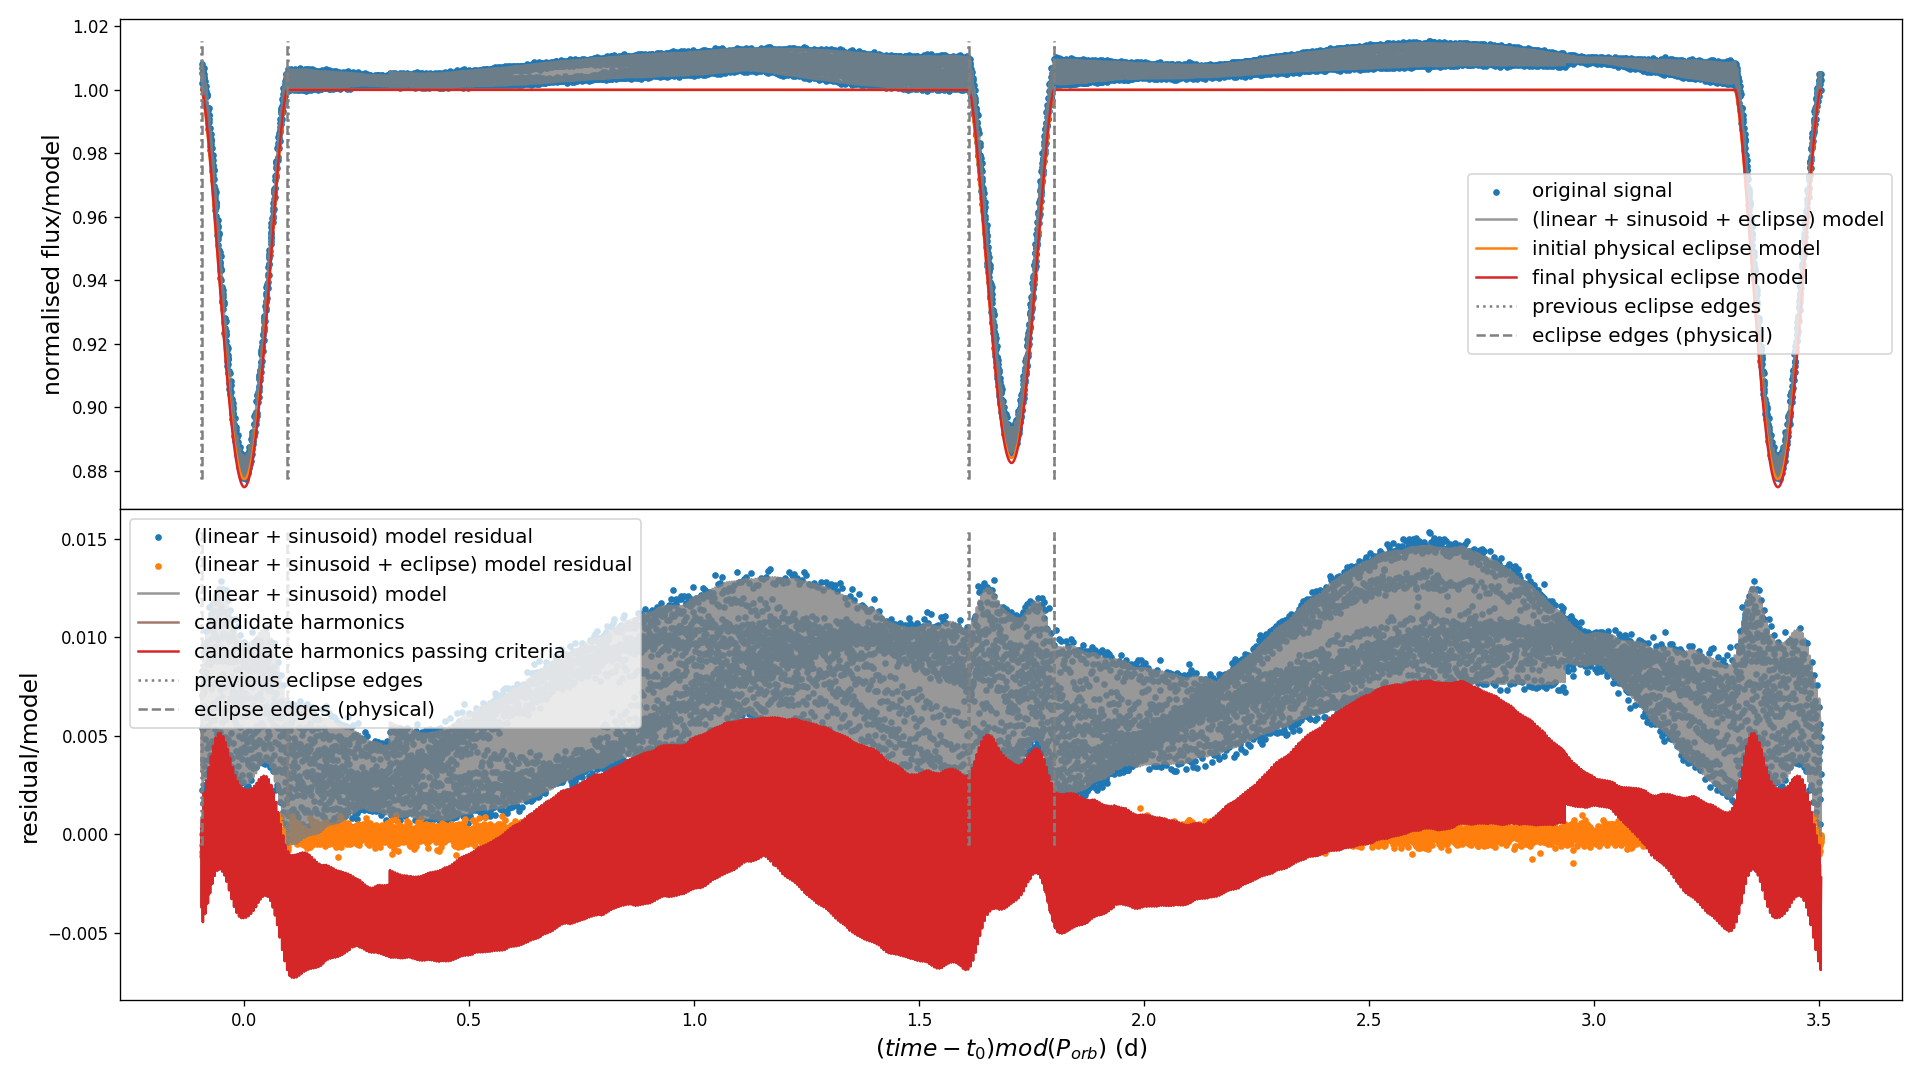 1.02
1.00
0.98
0.96
0.94
0.92
0.90
0.88
normalised flux/model
original signal
(linear + sinusoid + eclipse) model
initial physical eclipse model
final physical eclipse model
previous eclipse edges
eclipse edges (physical)
0.015
0.010
0.005
0.000
−0.005
residual/model
(linear + sinusoid) model residual
(linear + sinusoid + eclipse) model residual
(linear + sinusoid) model
candidate harmonics
candidate harmonics passing criteria
previous eclipse edges
eclipse edges (physical)
0.0 0.5 1.0 1.5 2.0 2.5 3.0 3.5
(time − t₀)mod(P_orb) (d)